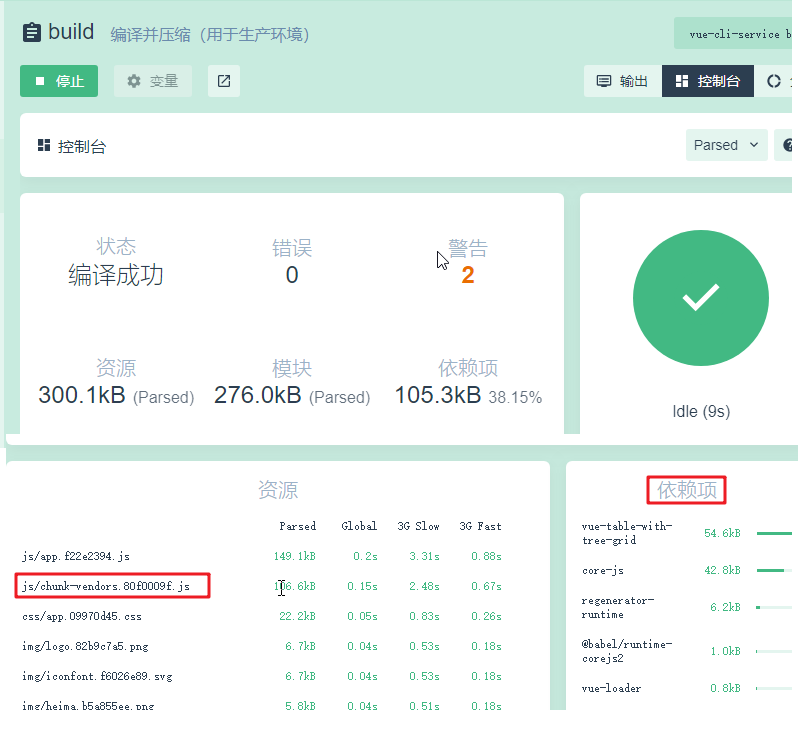 build 编译并压缩（用于生产环境） vue-cli-service b
停止 变量 输出 控制台
控制台 Parsed
状态 错误 警告
编译成功 0 2
资源 模块 依赖项
300.1kB (Parsed) 276.0kB (Parsed) 105.3kB 38.15%
Idle (9s)
资源
Parsed Global 3G Slow 3G Fast
js/app.f22e2394.js 149.1kB 0.2s 3.31s 0.88s
js/chunk-vendors.80f0009f.js 106.6kB 0.15s 2.48s 0.67s
css/app.09970d45.css 22.2kB 0.05s 0.83s 0.26s
img/logo.82b9c7a5.png 6.7kB 0.04s 0.53s 0.18s
img/iconfont.f6026e89.svg 6.7kB 0.04s 0.53s 0.18s
img/heima.b5a855ee.png 5.8kB 0.04s 0.51s 0.18s
依赖项
vue-table-with-
tree-grid 54.6kB
core-js 42.8kB
regenerator-
runtime 6.2kB
@babel/runtime-
corejs2 1.0kB
vue-loader 0.8kB